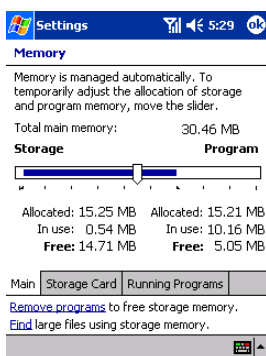 Settings 5:29 ok
Memory
Memory is managed automatically. To
temporarily adjust the allocation of storage
and program memory, move the slider.
Total main memory: 30.46 MB
Storage Program
Allocated: 15.25 MB Allocated: 15.21 MB
In use: 0.54 MB In use: 10.16 MB
Free: 14.71 MB Free: 5.05 MB
Main Storage Card Running Programs
Remove programs to free storage memory.
Find large files using storage memory.